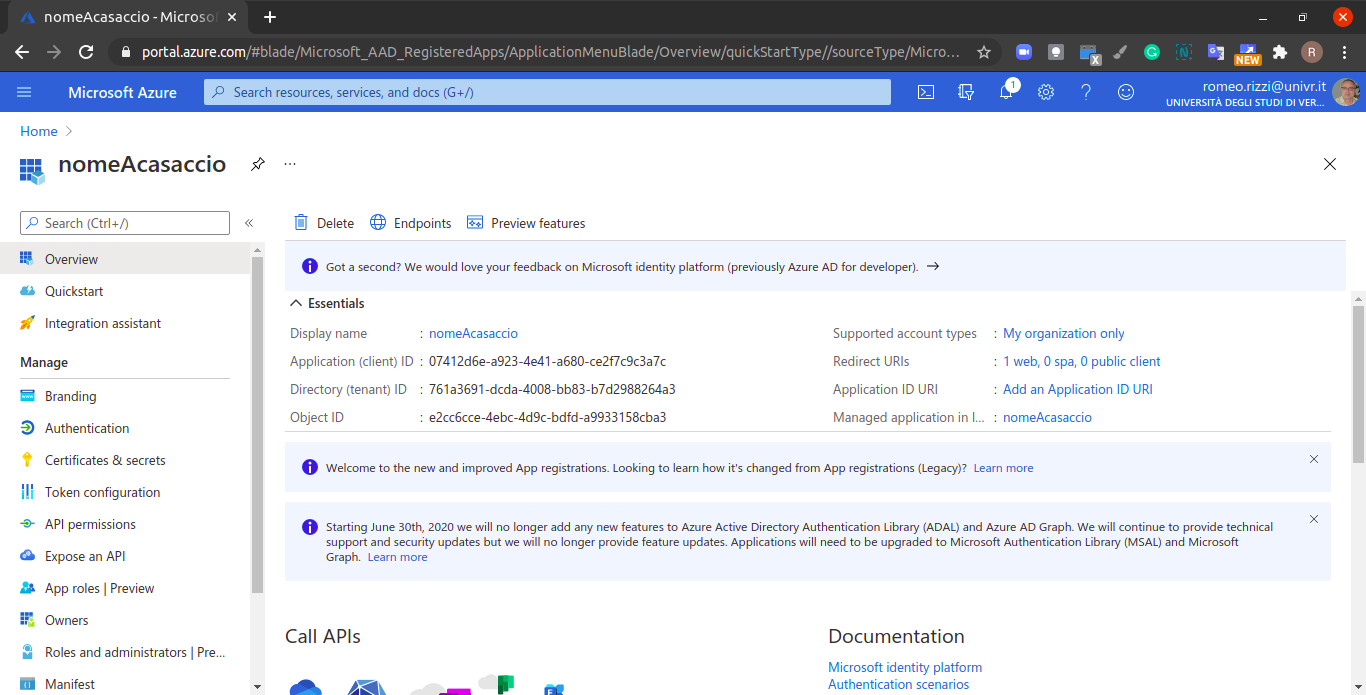 nomeAcasaccio - Microsof
portal.azure.com/#blade/Microsoft_AAD_RegisteredApps/ApplicationMenuBlade/Overview/quickStartType//sourceType/Micro...
X
G
N
NEW
R
Microsoft Azure
Search resources, services, and docs (G+/)
1
romeo.rizzi@univr.it
UNIVERSITÀ DEGLI STUDI DI VER...
Home
nomeAcasaccio
Search (Ctrl+/)
Delete
Endpoints
Preview features
Overview
Quickstart
Integration assistant
Manage
Branding
Authentication
Certificates & secrets
Token configuration
API permissions
Expose an API
App roles | Preview
Owners
Roles and administrators | Pre...
Manifest
Got a second? We would love your feedback on Microsoft identity platform (previously Azure AD for developer).
Essentials
Display name : nomeAcasaccio
Application (client) ID : 07412d6e-a923-4e41-a680-ce2f7c9c3a7c
Directory (tenant) ID : 761a3691-dcda-4008-bb83-b7d2988264a3
Object ID : e2cc6cce-4ebc-4d9c-bdfd-a9933158cba3
Supported account types : My organization only
Redirect URIs : 1 web, 0 spa, 0 public client
Application ID URI : Add an Application ID URI
Managed application in l... : nomeAcasaccio
Welcome to the new and improved App registrations. Looking to learn how it's changed from App registrations (Legacy)? Learn more
Starting June 30th, 2020 we will no longer add any new features to Azure Active Directory Authentication Library (ADAL) and Azure AD Graph. We will continue to provide technical
support and security updates but we will no longer provide feature updates. Applications will need to be upgraded to Microsoft Authentication Library (MSAL) and Microsoft
Graph. Learn more
Call APIs
Documentation
Microsoft identity platform
Authentication scenarios